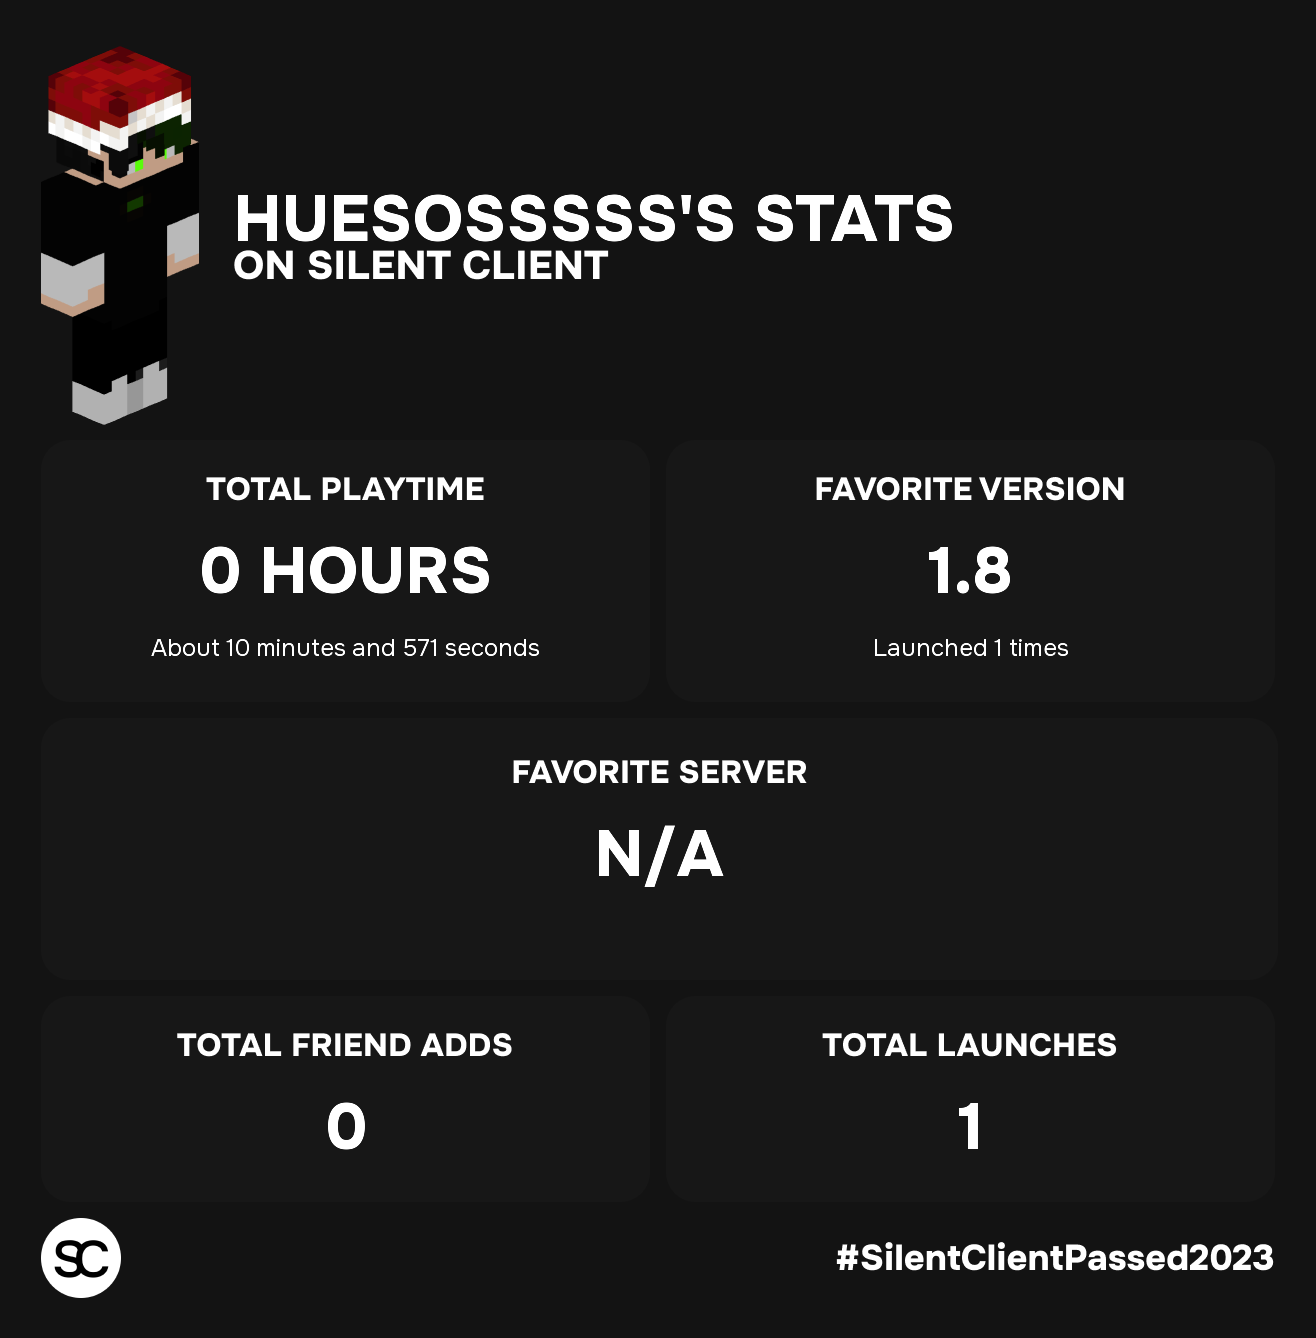 HUESOSSSSS'S STATS
ON SILENT CLIENT
TOTAL PLAYTIME
0 HOURS
About 10 minutes and 571 seconds
FAVORITE VERSION
1.8
Launched 1 times
FAVORITE SERVER
N/A
TOTAL FRIEND ADDS
0
TOTAL LAUNCHES
1
SC
#SilentClientPassed2023